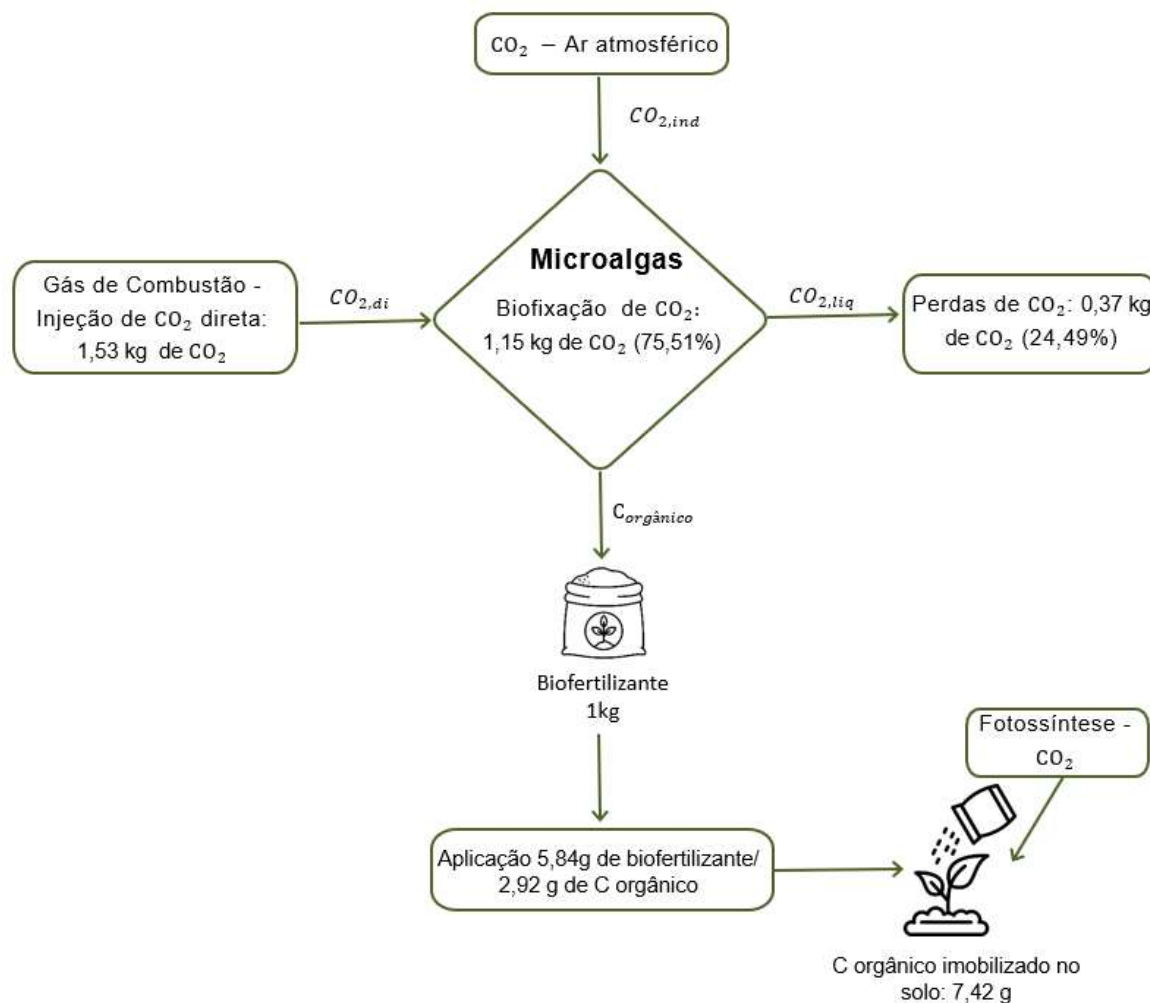 CO₂ – Ar atmosférico
CO₂,ind
Gás de Combustão -
Injeção de CO₂ direta:
1,53 kg de CO₂
CO₂,di
Microalgas
Biofixação de CO₂:
1,15 kg de CO₂ (75,51%)
CO₂,liq
Perdas de CO₂: 0,37 kg
de CO₂ (24,49%)
C orgânico
Biofertilizante
1kg
Fotossíntese -
CO₂
Aplicação 5,84g de biofertilizante/
2,92 g de C orgânico
C orgânico imobilizado no
solo: 7,42 g